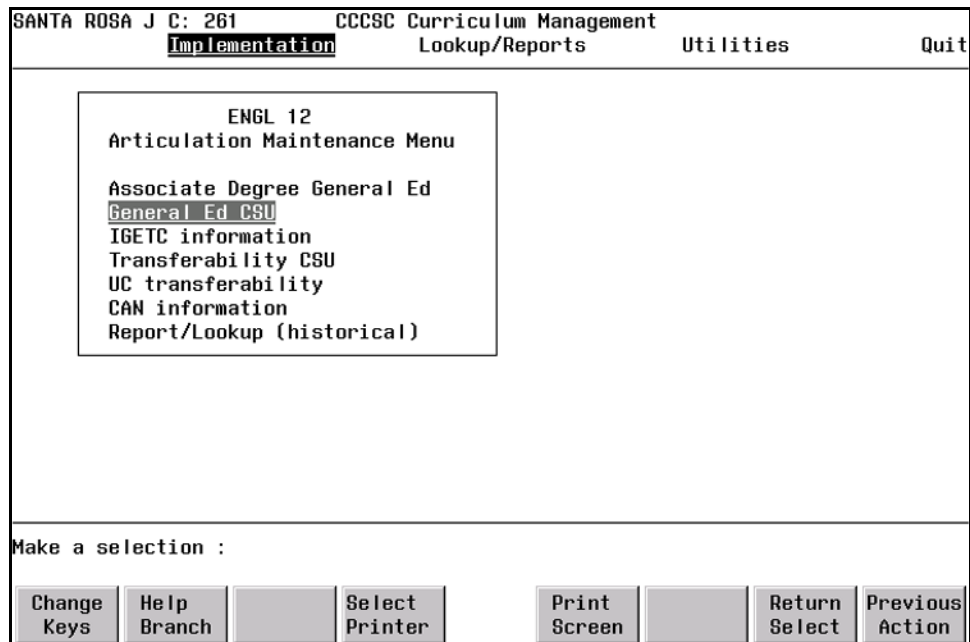 SANTA ROSA J C: 261 CCCSC Curriculum Management
Implementation Lookup/Reports Utilities Quit
ENGL 12
Articulation Maintenance Menu
Associate Degree General Ed
General Ed CSU
IGETC information
Transferability CSU
UC transferability
CAN information
Report/Lookup (historical)
Make a selection :
Change Help Select Print Return Previous
Keys Branch Printer Screen Select Action